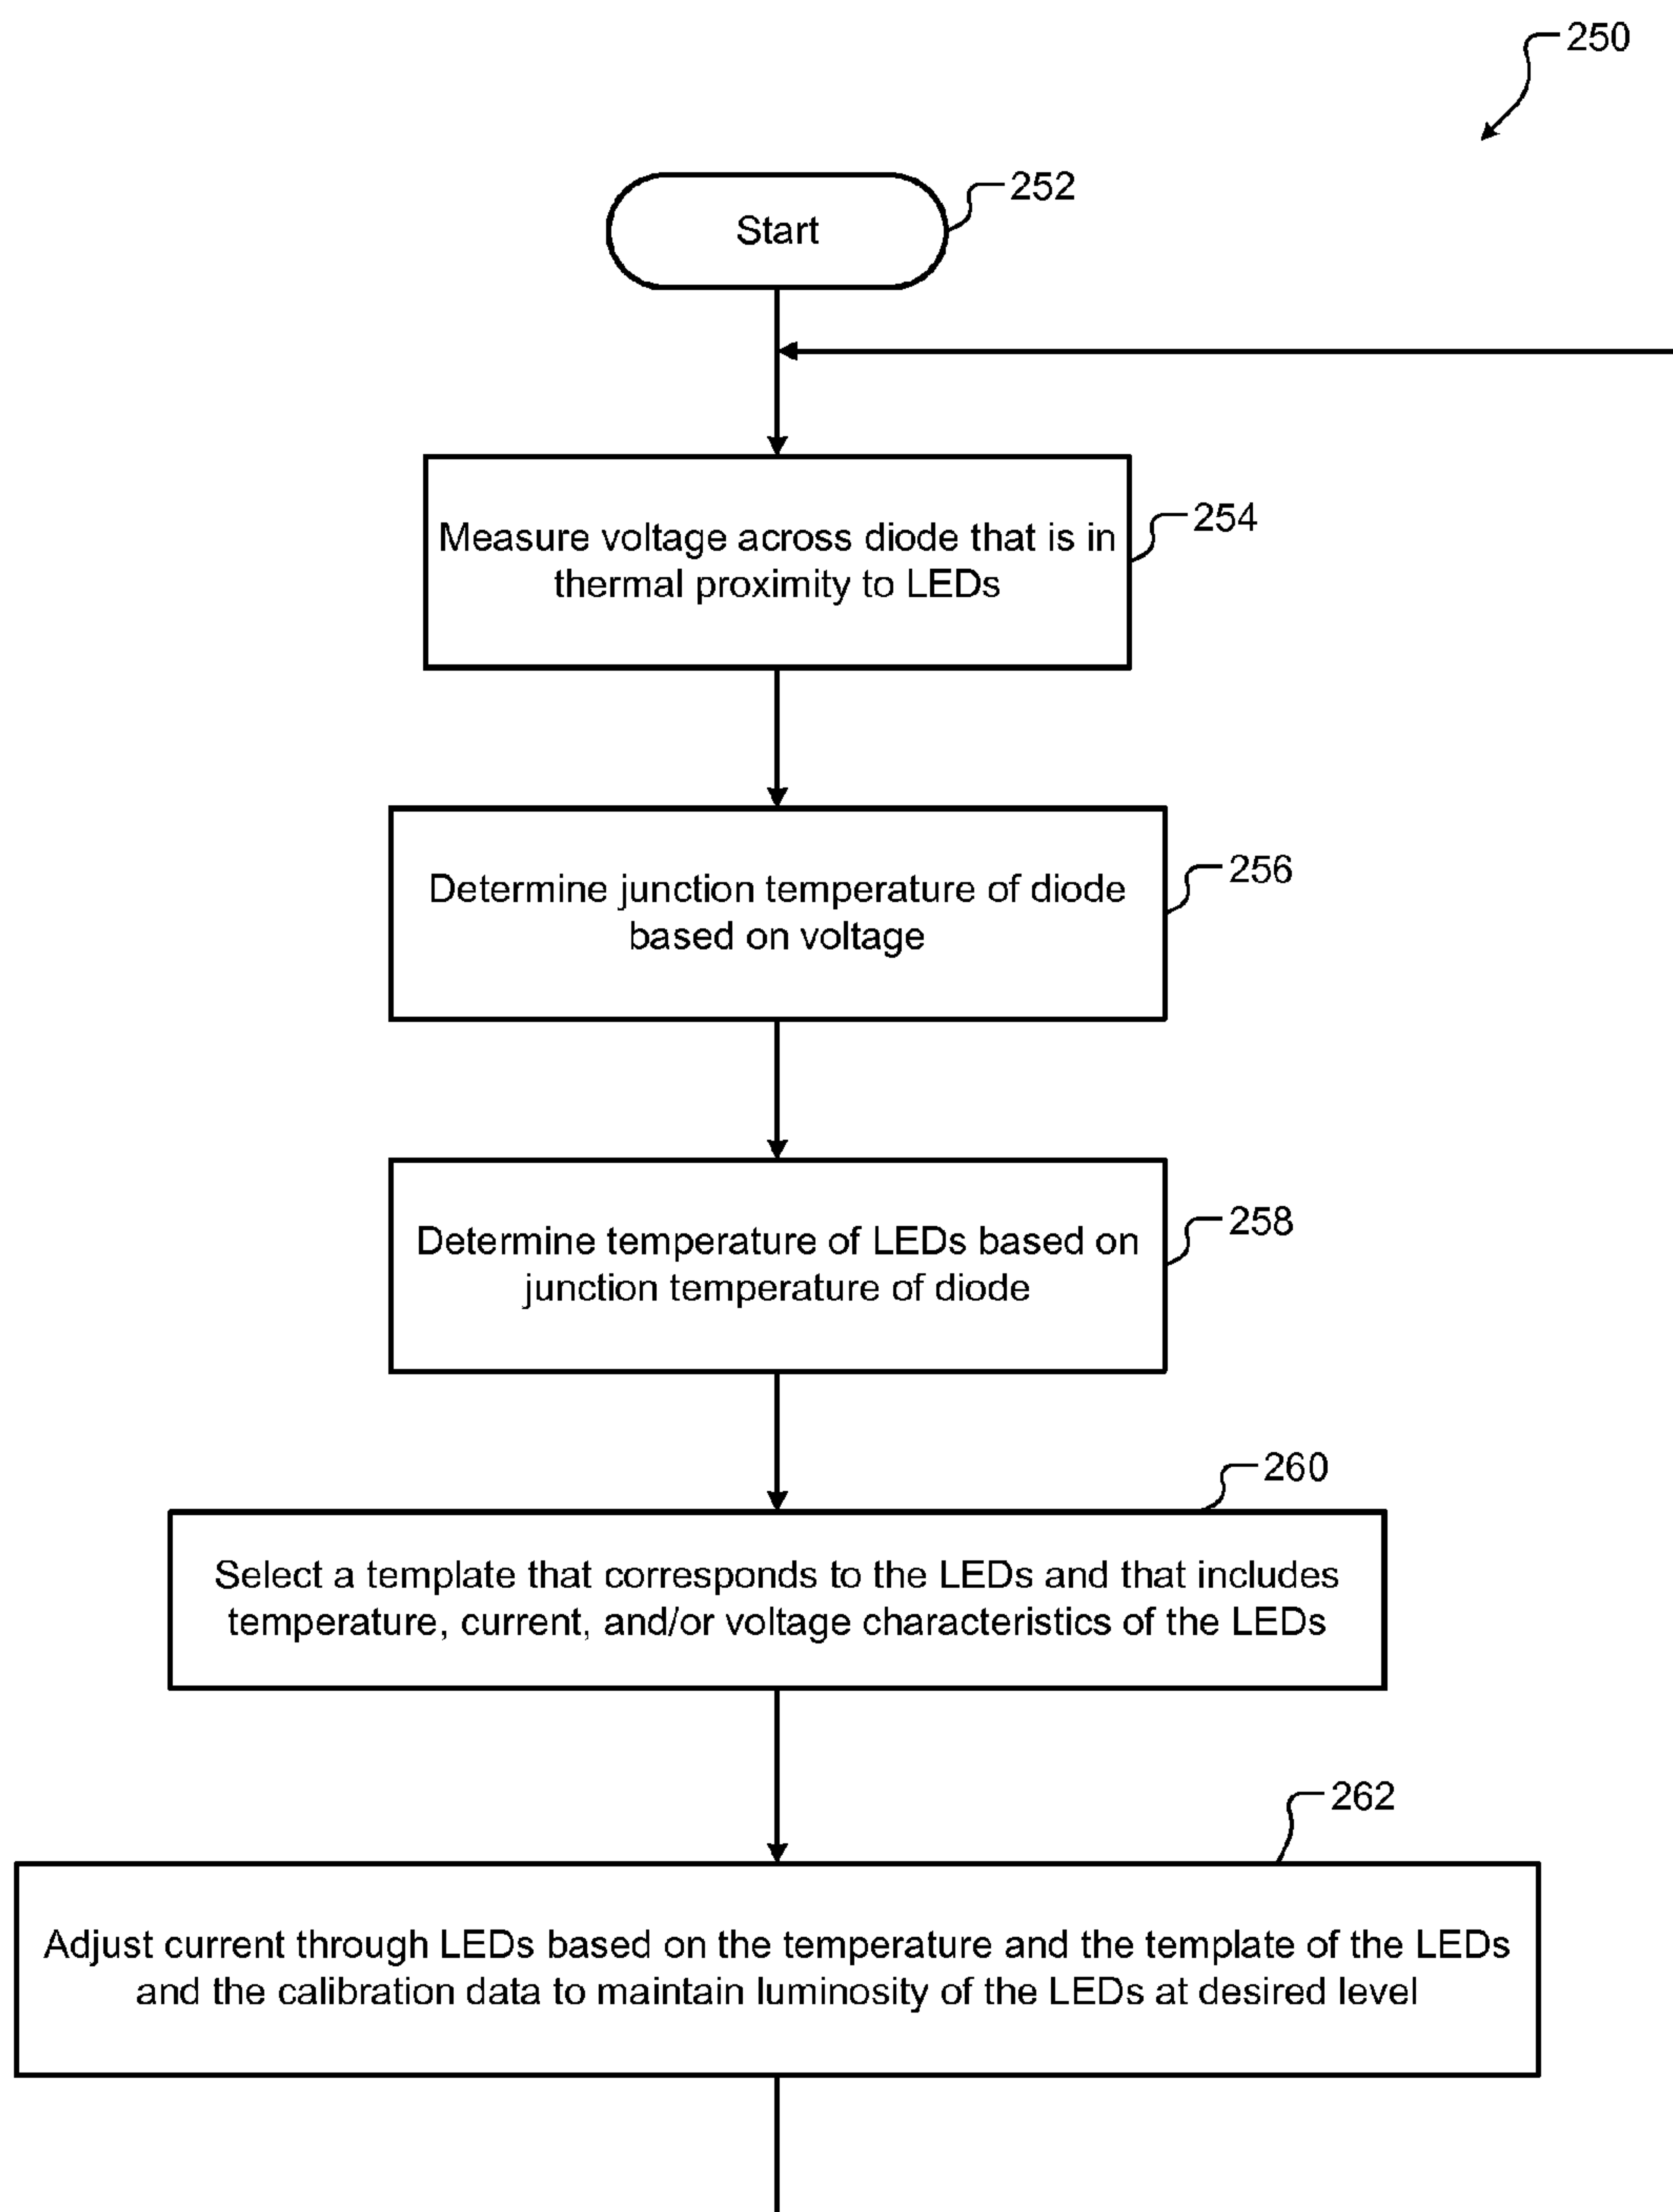 250
252
Start
254
Measure voltage across diode that is in
thermal proximity to LEDs
256
Determine junction temperature of diode
based on voltage
258
Determine temperature of LEDs based on
junction temperature of diode
260
Select a template that corresponds to the LEDs and that includes
temperature, current, and/or voltage characteristics of the LEDs
262
Adjust current through LEDs based on the temperature and the template of the LEDs
and the calibration data to maintain luminosity of the LEDs at desired level